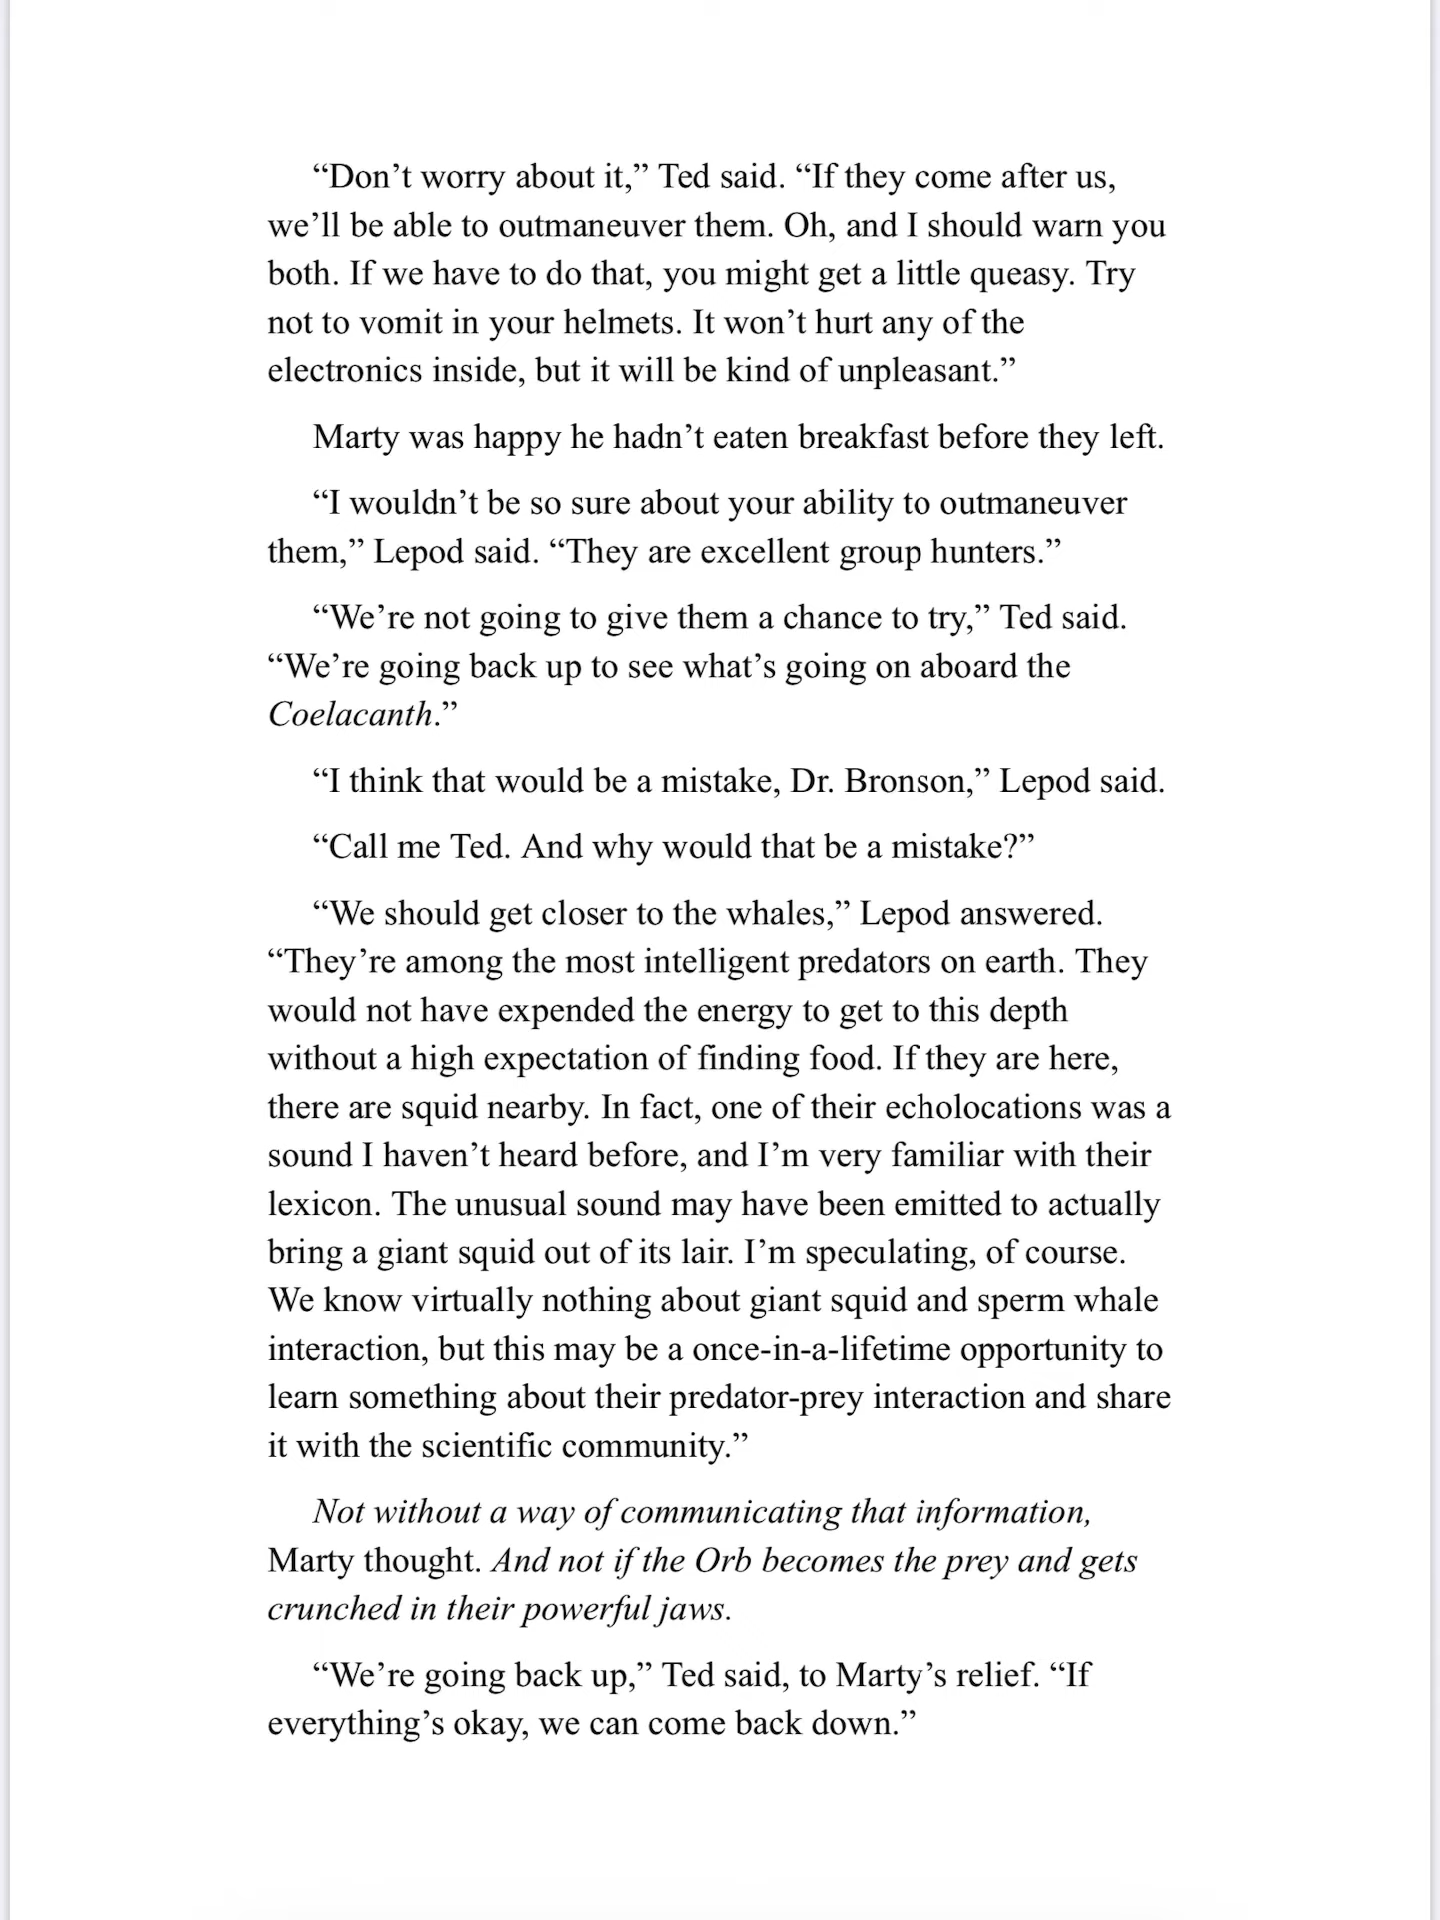 “Don’t worry about it,” Ted said. “If they come after us,
we’ll be able to outmaneuver them. Oh, and I should warn you
both. If we have to do that, you might get a little queasy. Try
not to vomit in your helmets. It won’t hurt any of the
electronics inside, but it will be kind of unpleasant.”
Marty was happy he hadn’t eaten breakfast before they left.
“I wouldn’t be so sure about your ability to outmaneuver
them,” Lepod said. “They are excellent group hunters.”
“We’re not going to give them a chance to try,” Ted said.
“We’re going back up to see what’s going on aboard the
Coelacanth.”
“I think that would be a mistake, Dr. Bronson,” Lepod said.
“Call me Ted. And why would that be a mistake?”
“We should get closer to the whales,” Lepod answered.
“They’re among the most intelligent predators on earth. They
would not have expended the energy to get to this depth
without a high expectation of finding food. If they are here,
there are squid nearby. In fact, one of their echolocations was a
sound I haven’t heard before, and I’m very familiar with their
lexicon. The unusual sound may have been emitted to actually
bring a giant squid out of its lair. I’m speculating, of course.
We know virtually nothing about giant squid and sperm whale
interaction, but this may be a once-in-a-lifetime opportunity to
learn something about their predator-prey interaction and share
it with the scientific community.”
Not without a way of communicating that information,
Marty thought. And not if the Orb becomes the prey and gets
crunched in their powerful jaws.
“We’re going back up,” Ted said, to Marty’s relief. “If
everything’s okay, we can come back down.”